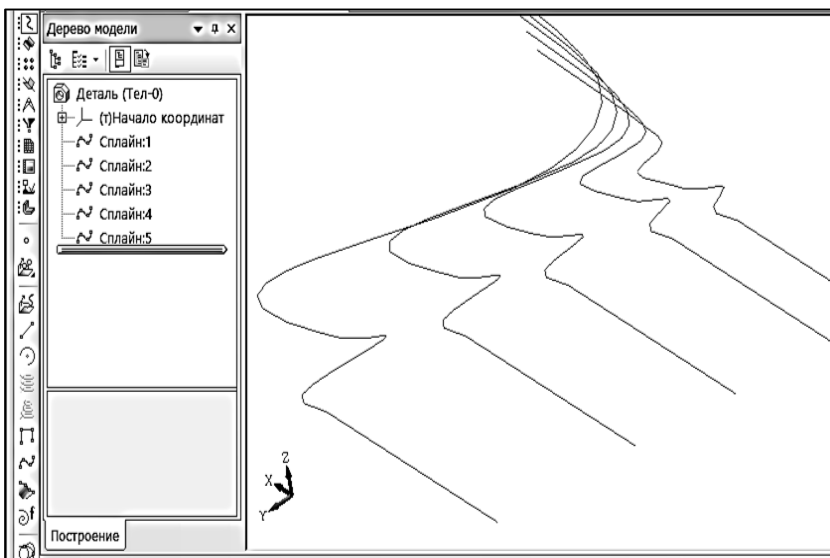 Дерево модели
Деталь (Тел-0)
(т)Начало координат
Сплайн:1
Сплайн:2
Сплайн:3
Сплайн:4
Сплайн:5
Z
X
Y
Построение